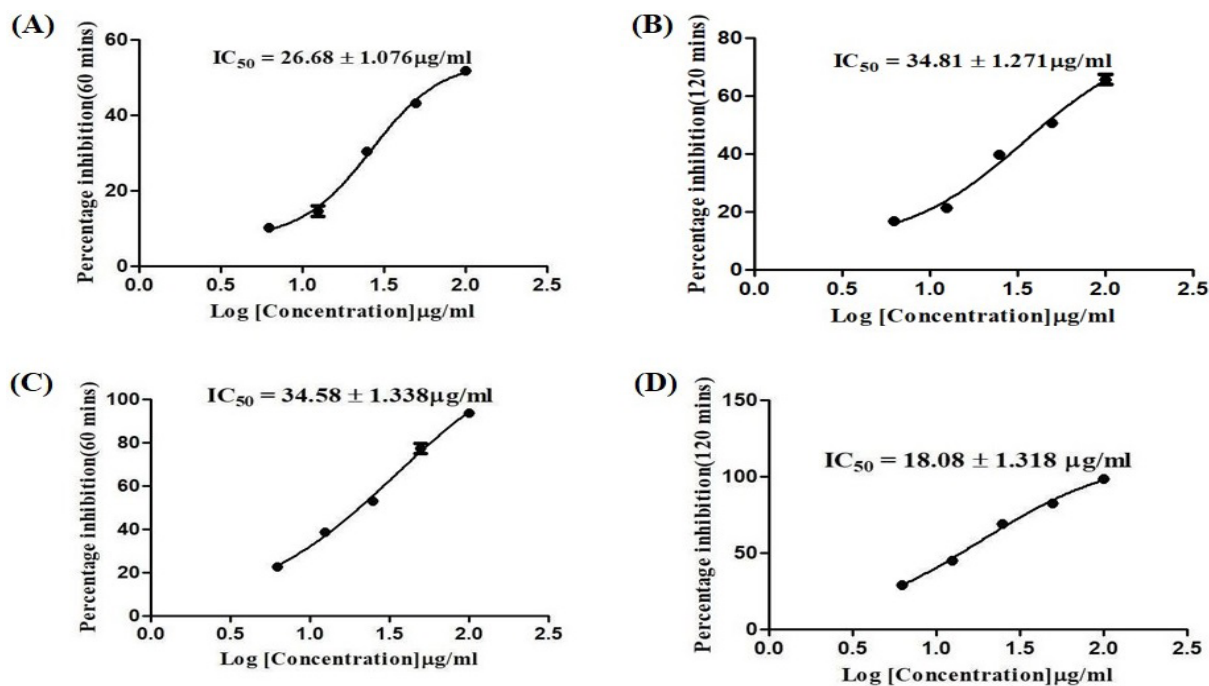 (A)
IC50 = 26.68 ± 1.076µg/ml
Percentage inhibition(60 mins)
60
40
20
0
0.0 0.5 1.0 1.5 2.0 2.5
Log [Concentration]µg/ml
(B)
IC50 = 34.81 ± 1.271µg/ml
Percentage inhibition(120 mins)
80
60
40
20
0
0.0 0.5 1.0 1.5 2.0 2.5
Log [Concentration]µg/ml
(C)
IC50 = 34.58 ± 1.338µg/ml
Percentage inhibition(60 mins)
100
80
60
40
20
0
0.0 0.5 1.0 1.5 2.0 2.5
Log [Concentration]µg/ml
(D)
IC50 = 18.08 ± 1.318 µg/ml
Percentage inhibition(120 mins)
150
100
50
0
0.0 0.5 1.0 1.5 2.0 2.5
Log [Concentration]µg/ml